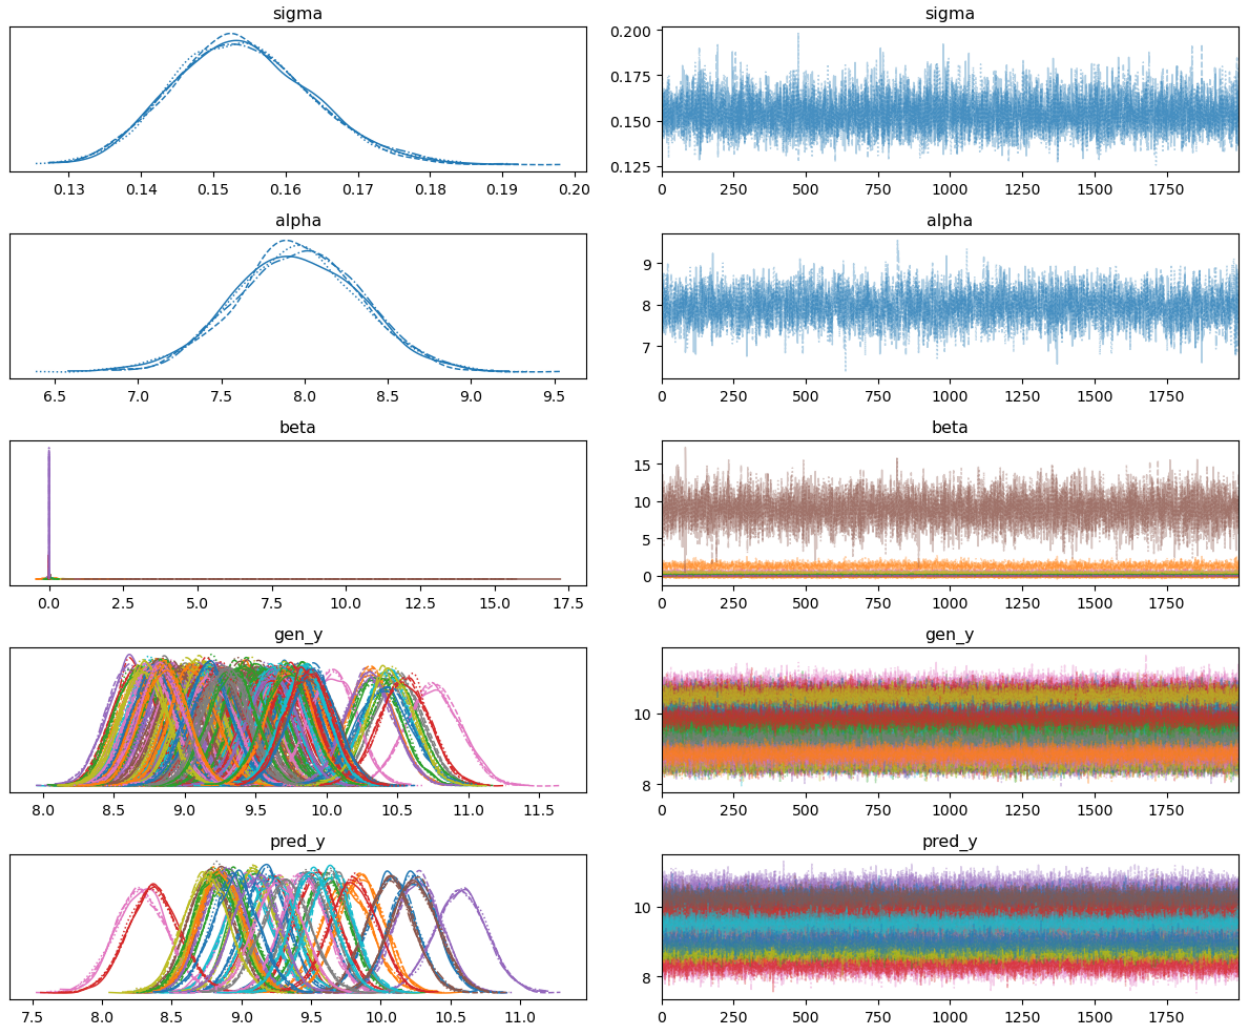 sigma sigma
0.200
0.175
0.150
0.125
0.13 0.14 0.15 0.16 0.17 0.18 0.19 0.20 0 250 500 750 1000 1250 1500 1750
alpha alpha
9
8
7
6.5 7.0 7.5 8.0 8.5 9.0 9.5 0 250 500 750 1000 1250 1500 1750
beta beta
15
10
5
0
0.0 2.5 5.0 7.5 10.0 12.5 15.0 17.5 0 250 500 750 1000 1250 1500 1750
gen_y gen_y
10
8
8.0 8.5 9.0 9.5 10.0 10.5 11.0 11.5 0 250 500 750 1000 1250 1500 1750
pred_y pred_y
10
8
7.5 8.0 8.5 9.0 9.5 10.0 10.5 11.0 0 250 500 750 1000 1250 1500 1750